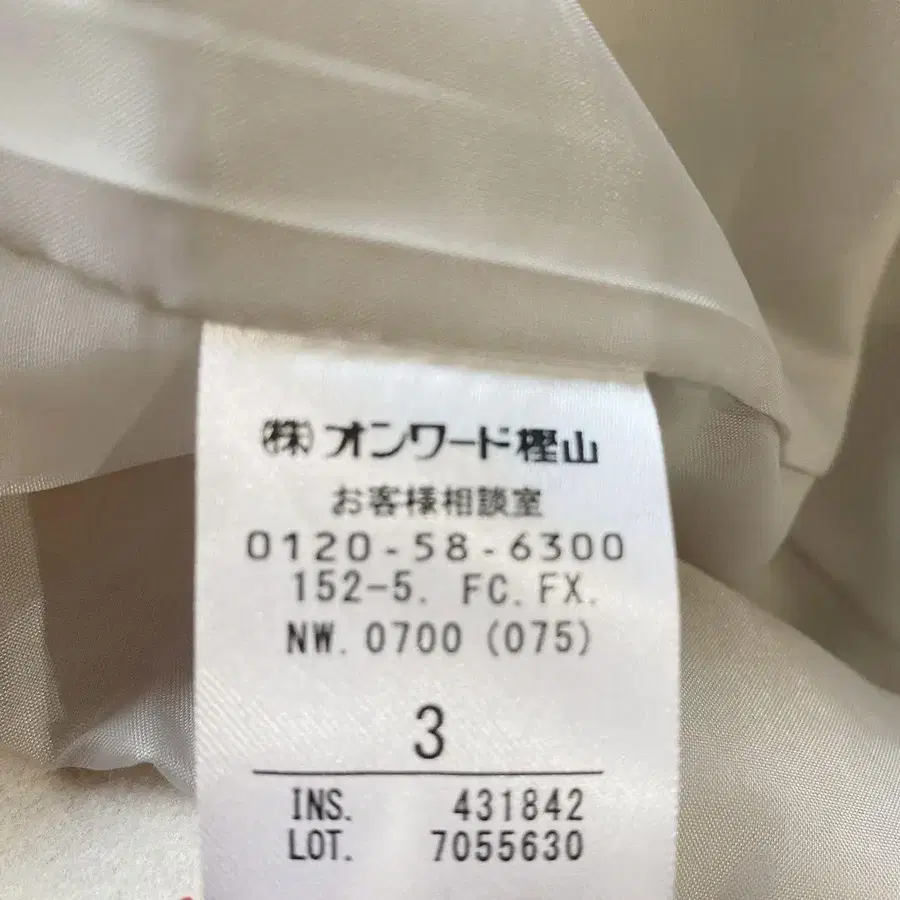 ㈱オンワード樫山
お客様相談室
0120-58-6300
152-5. FC. FX.
NW. 0700 (075)
3
INS. 431842
LOT. 7055630